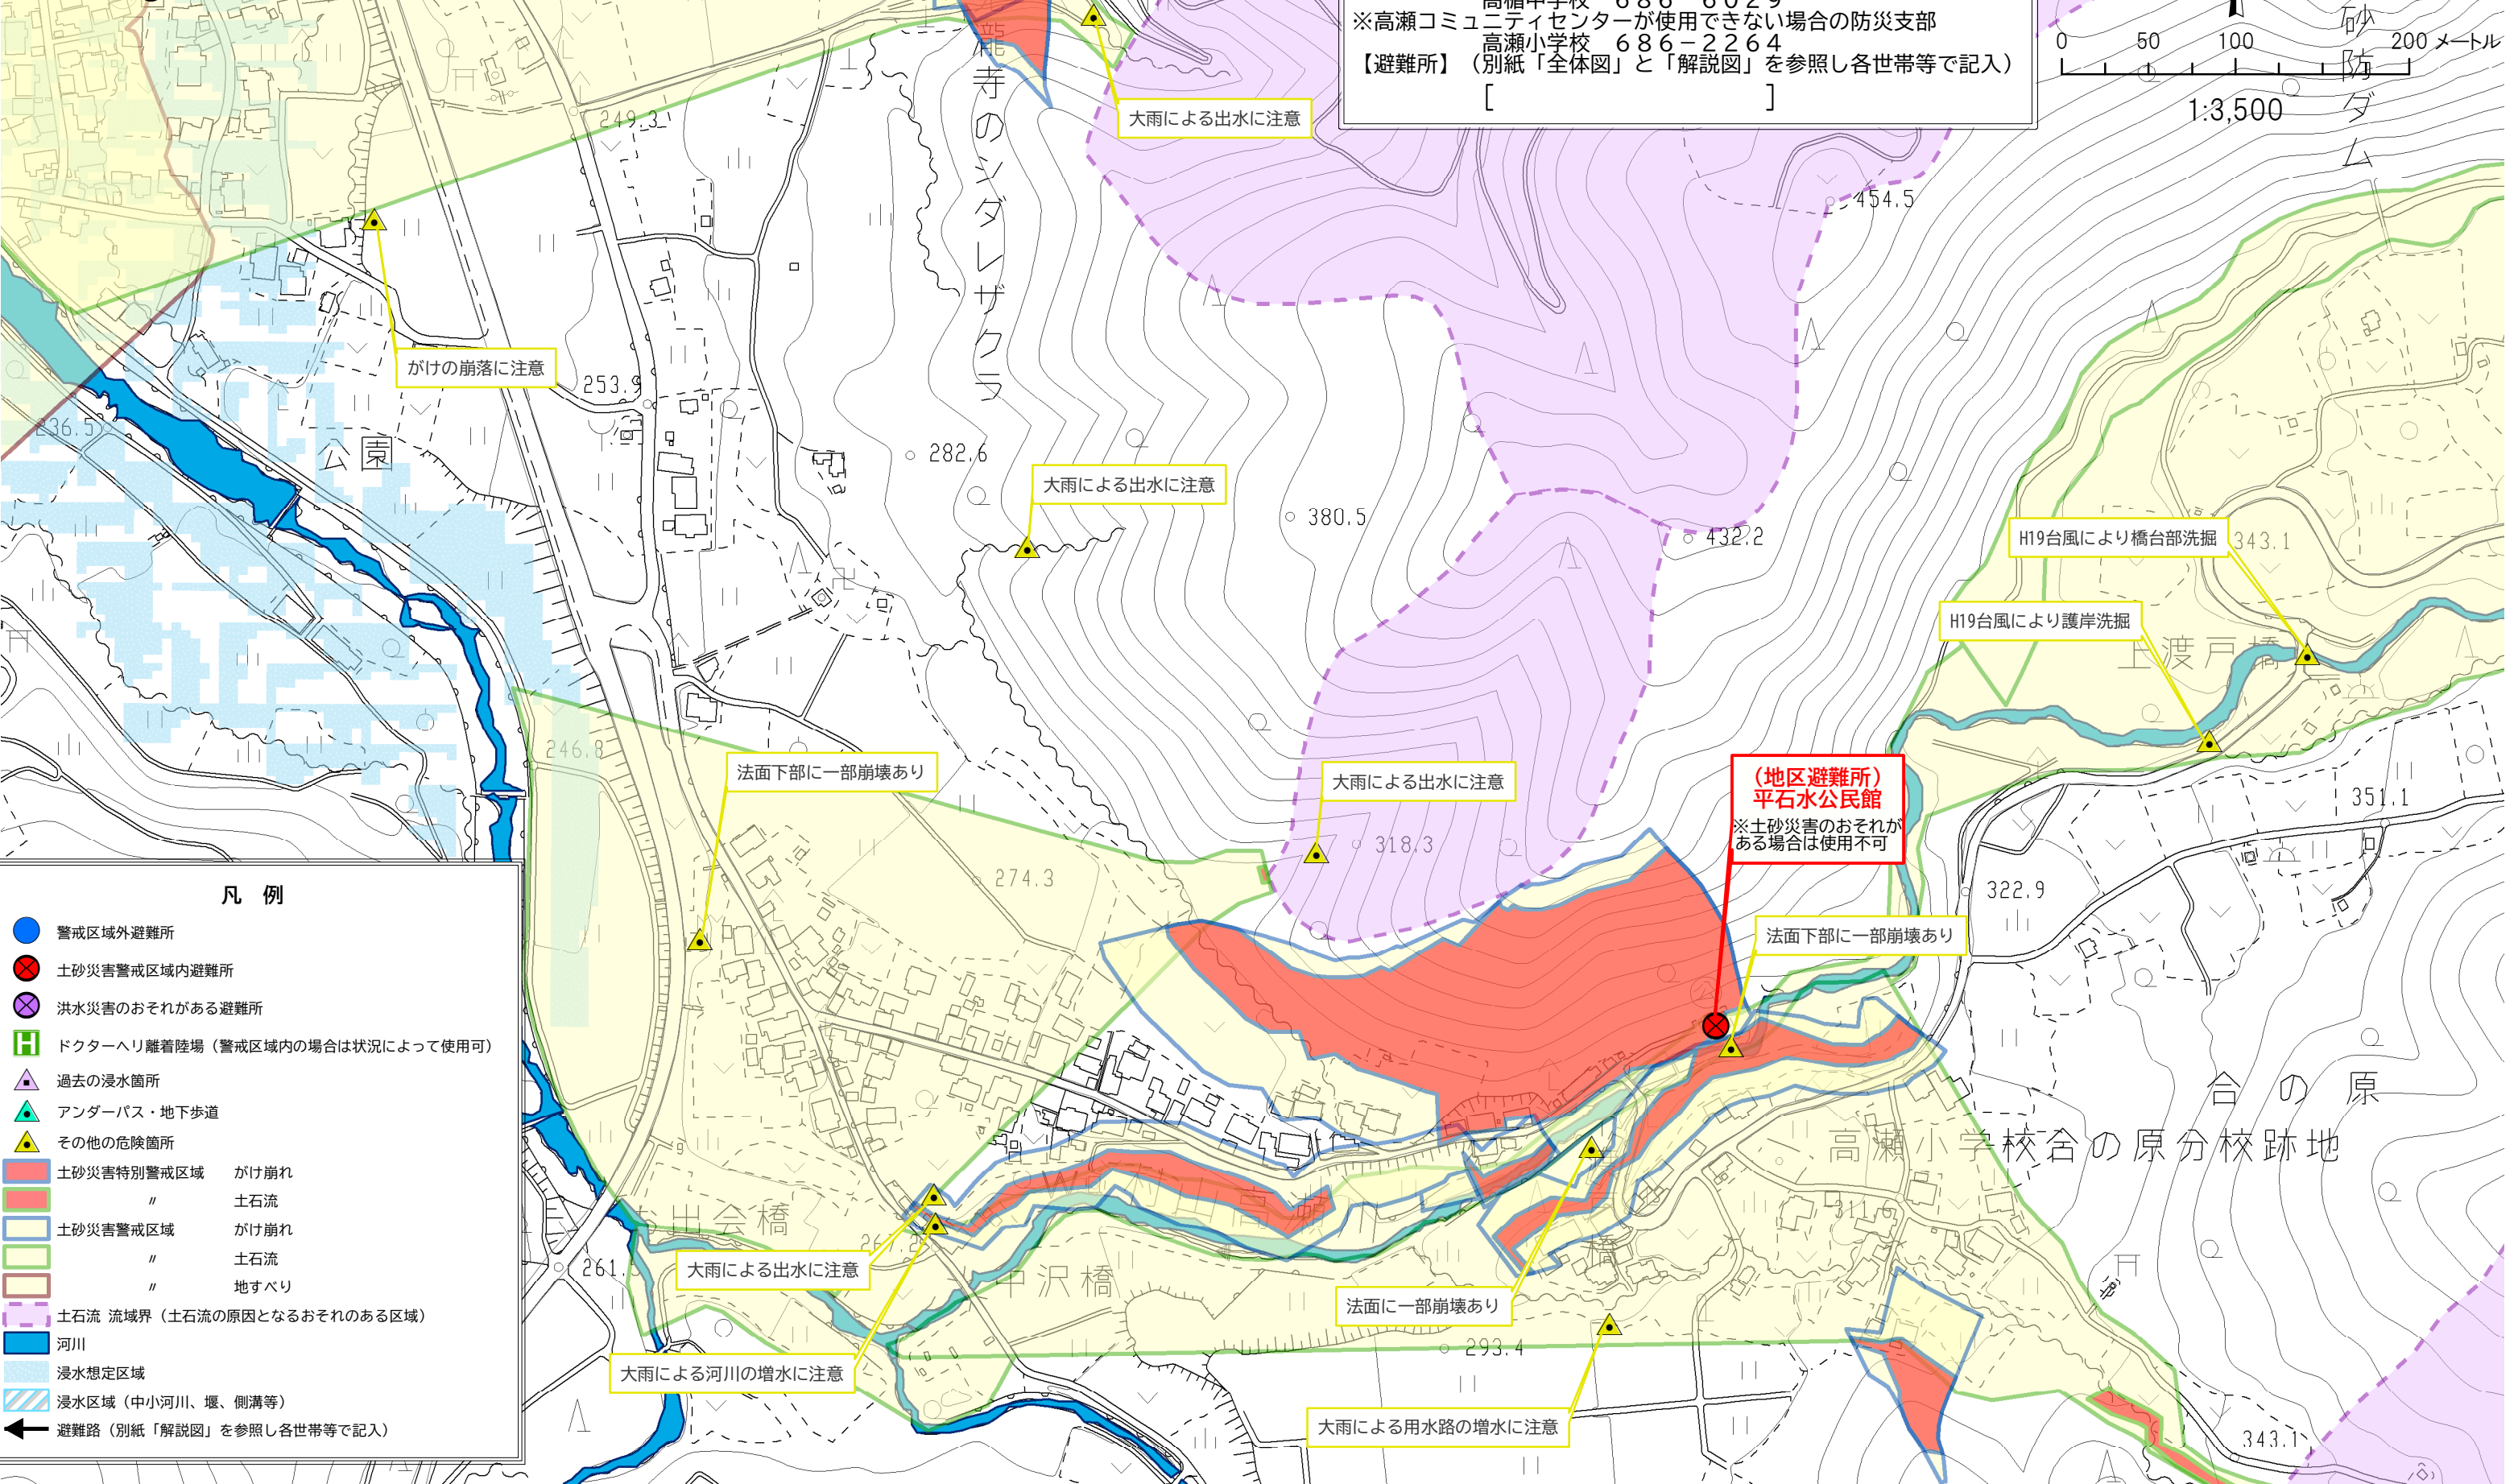 ※高瀬コミュニティセンターが使用できない場合の防災支部
高瀬小学校　６８６－２２６４
【避難所】（別紙「全体図」と「解説図」を参照し各世帯等で記入）
[　　　　　　　　　　]
0 50 100 200 メートル
1:3,500
砂防ダム
龍寺のシダレザクラ
大雨による出水に注意
249.3
454.5
がけの崩落に注意
253.9
236.5
公園
282.6
大雨による出水に注意
380.5
432.2
H19台風により橋台部洗掘
343.1
H19台風により護岸洗掘
上渡戸橋
246.8
法面下部に一部崩壊あり
大雨による出水に注意
（地区避難所）
平石水公民館
※土砂災害のおそれが
ある場合は使用不可
351.1
318.3
274.3
322.9
法面下部に一部崩壊あり
合の原
高瀬小学校合の原分校跡地
お出会橋
261.
大雨による出水に注意
中沢橋
橋
311.6
法面に一部崩壊あり
大雨による河川の増水に注意
293.4
大雨による用水路の増水に注意
343.1
凡　例
警戒区域外避難所
土砂災害警戒区域内避難所
洪水災害のおそれがある避難所
H ドクターヘリ離着陸場（警戒区域内の場合は状況によって使用可）
過去の浸水箇所
アンダーパス・地下歩道
その他の危険箇所
土砂災害特別警戒区域　がけ崩れ
〃　土石流
土砂災害警戒区域　がけ崩れ
〃　土石流
〃　地すべり
土石流 流域界（土石流の原因となるおそれのある区域）
河川
浸水想定区域
浸水区域（中小河川、堰、側溝等）
避難路（別紙「解説図」を参照し各世帯等で記入）